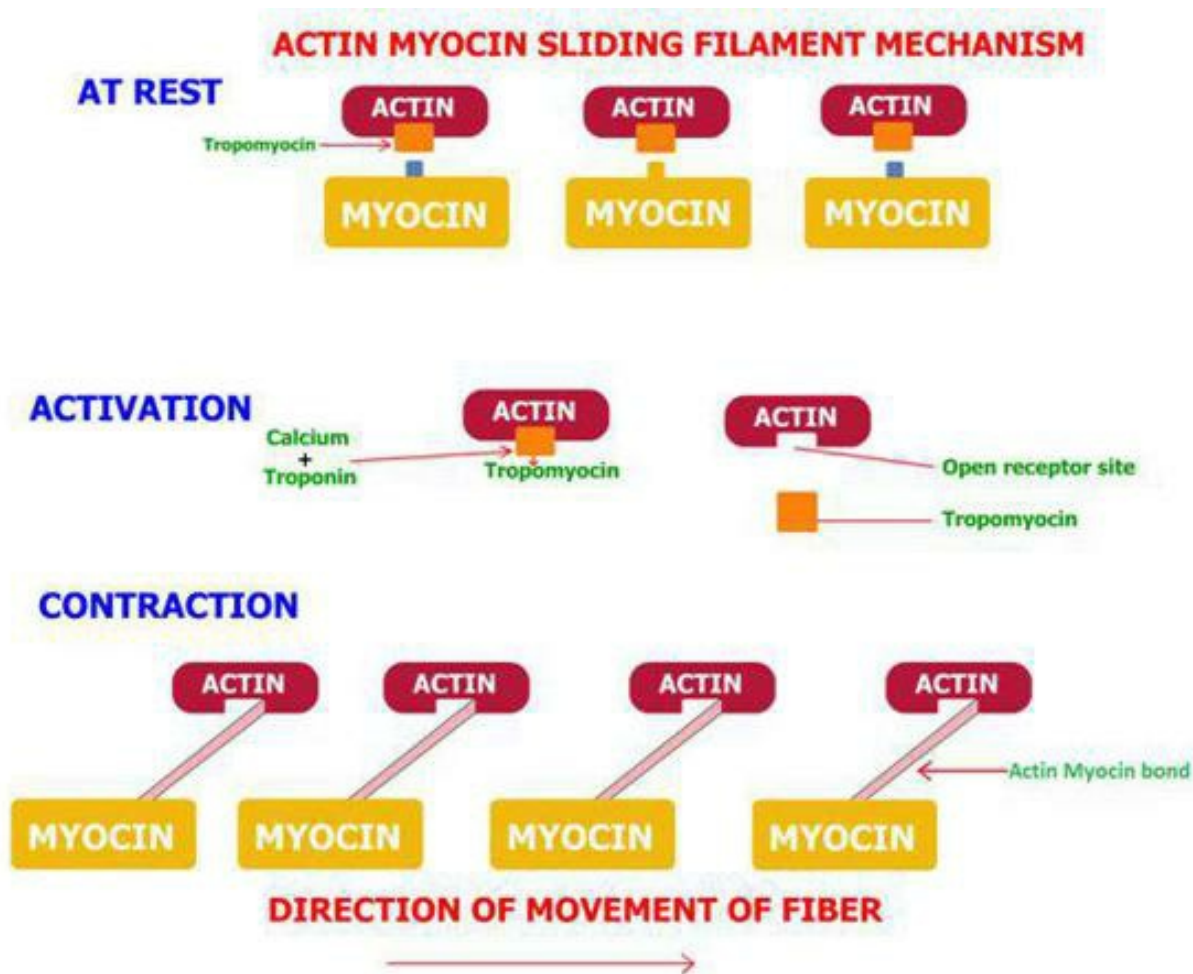 ACTIN MYOCIN SLIDING FILAMENT MECHANISM
AT REST
ACTIN
ACTIN
ACTIN
Tropomyocin
MYOCIN
MYOCIN
MYOCIN
ACTIVATION
Calcium
+
Troponin
ACTIN
Tropomyocin
ACTIN
Open receptor site
Tropomyocin
CONTRACTION
ACTIN
ACTIN
ACTIN
ACTIN
Actin Myocin bond
MYOCIN
MYOCIN
MYOCIN
MYOCIN
DIRECTION OF MOVEMENT OF FIBER